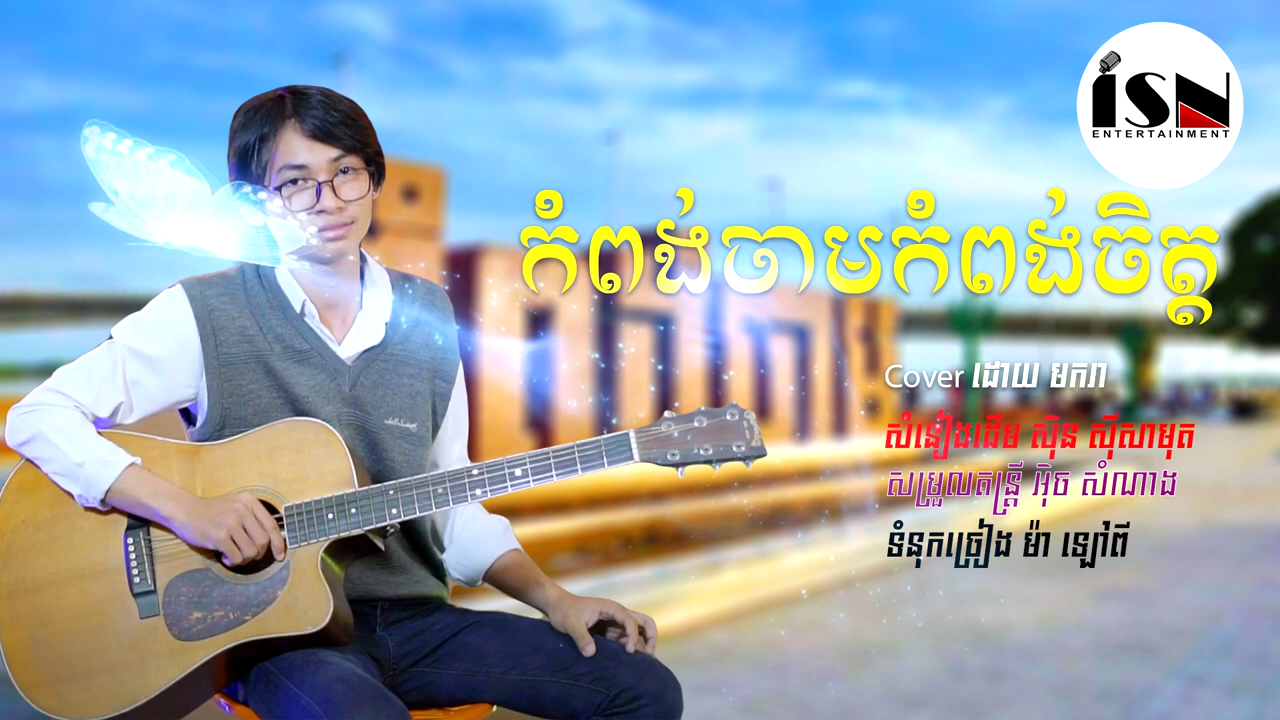 iSN
ENTERTAINMENT
កំពង់ចាមកំពង់ចិត្ត
Cover ដោយ មករា
សំនៀងដើម ស៊ិន ស៊ីសាមុត
សម្រួលតន្ត្រី អ៊ិច សំណាង
ទំនុកច្រៀង ម៉ា ឡៅពី